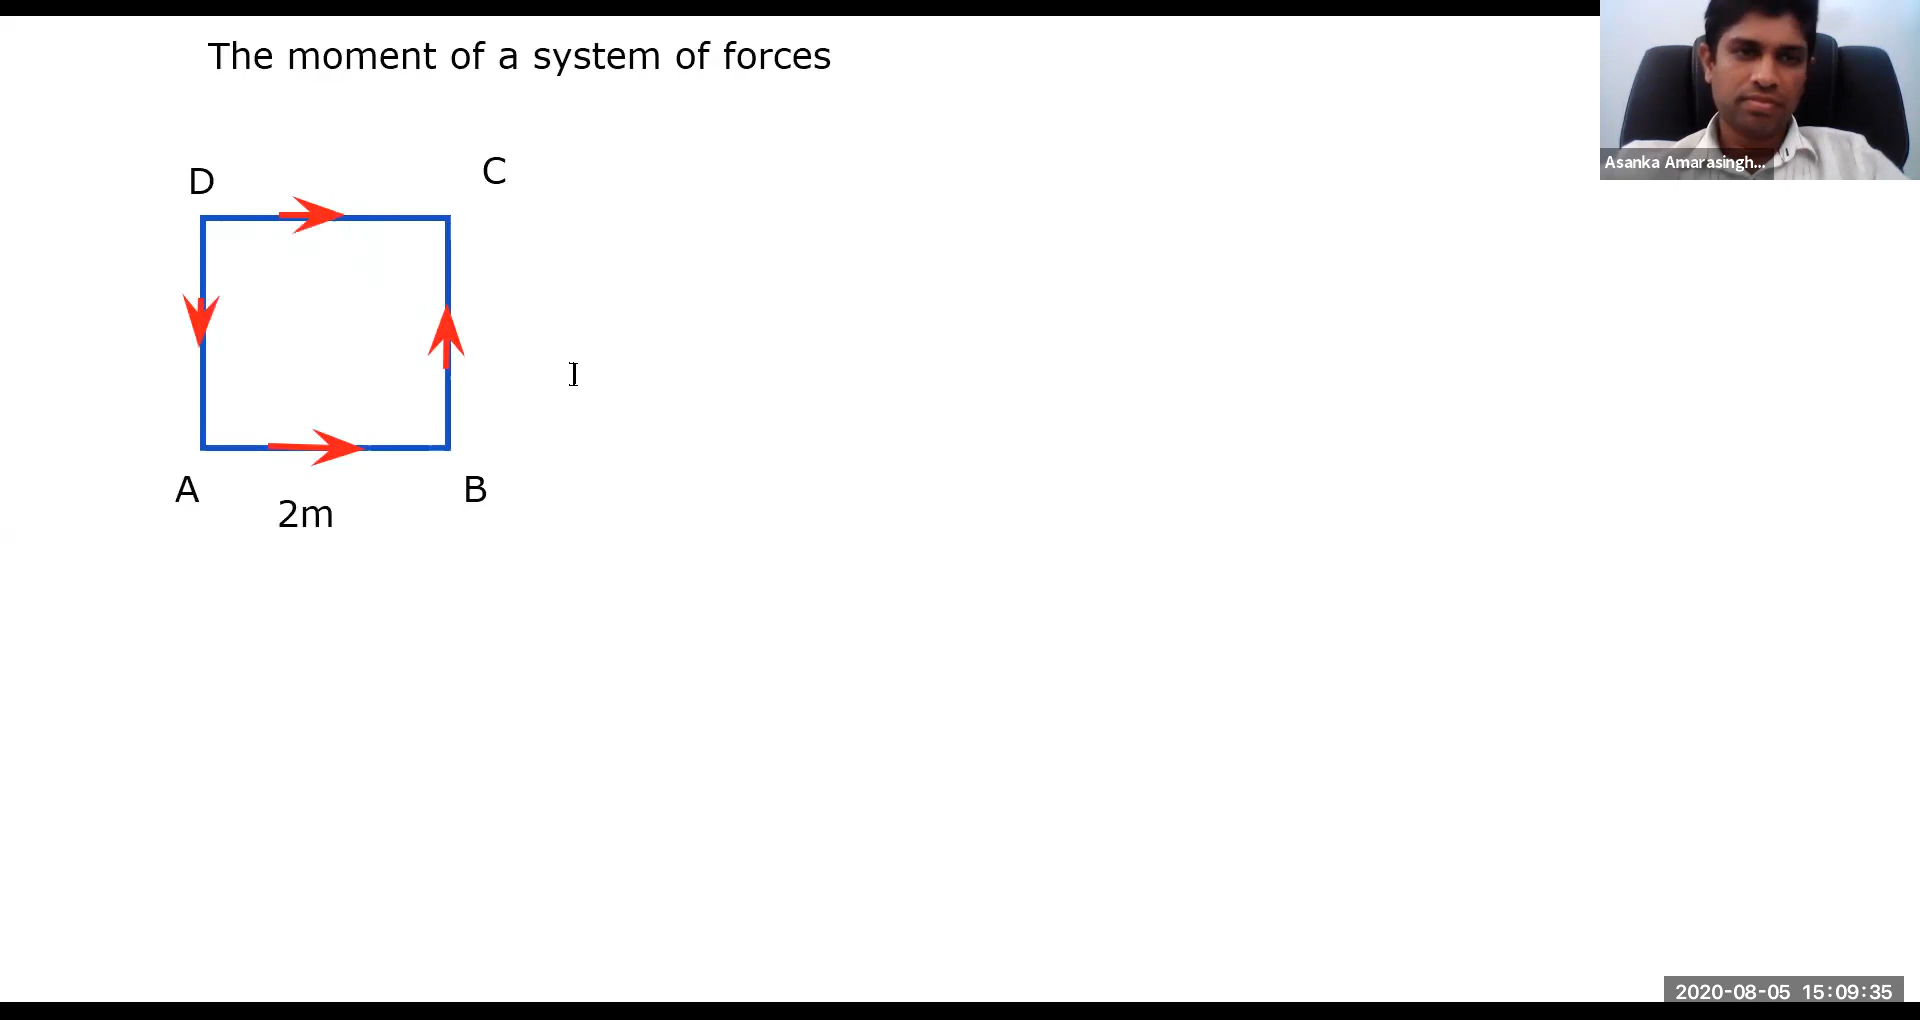 The moment of a system of forces
Asanka Amarasingh...
D
C
A
B
2m
2020-08-05 15:09:35